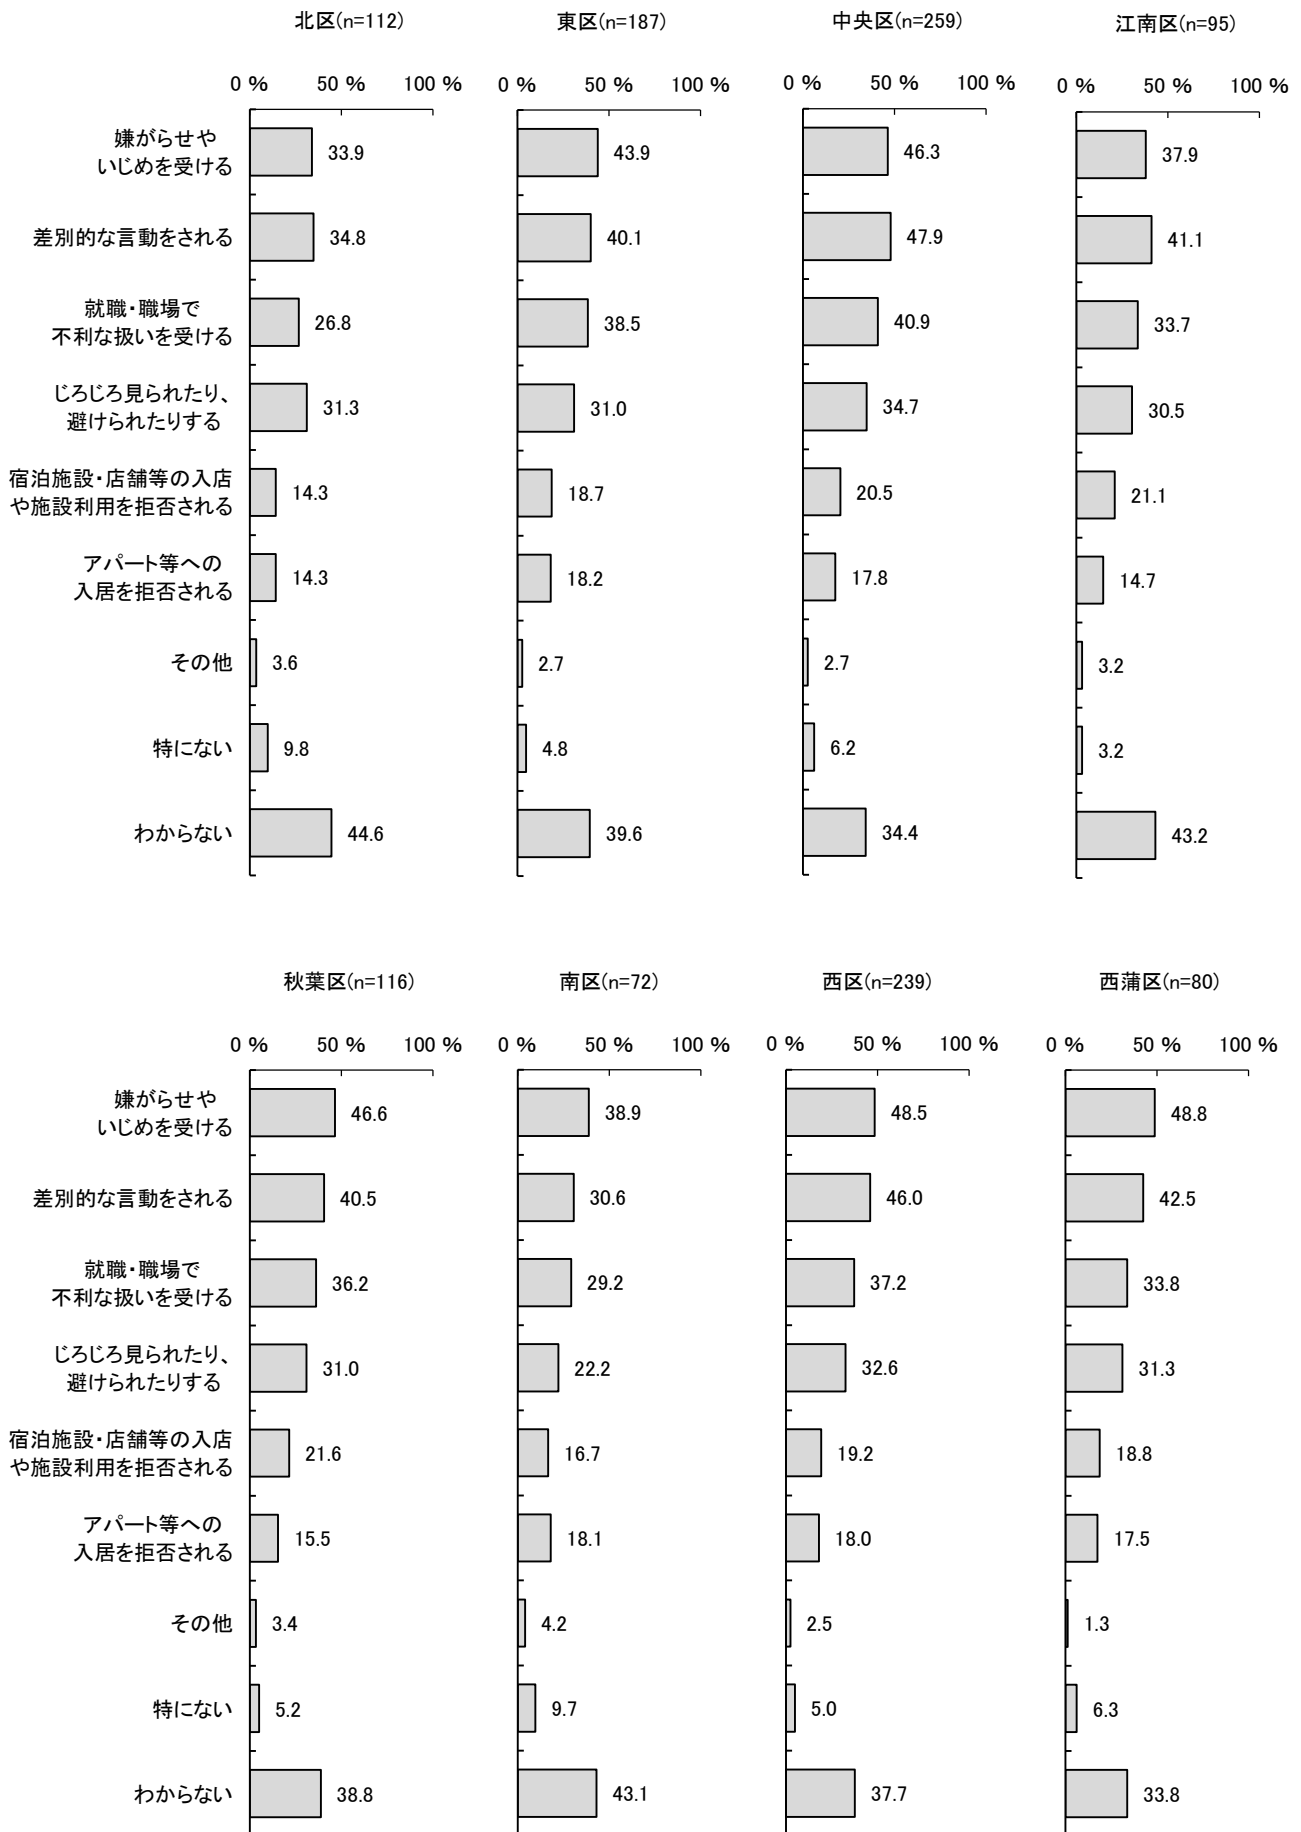 北区(n=112)
東区(n=187)
中央区(n=259)
江南区(n=95)
0 % 50 % 100 %
0 % 50 % 100 %
0 % 50 % 100 %
0 % 50 % 100 %
嫌がらせや
いじめを受ける
33.9
43.9
46.3
37.9
差別的な言動をされる
34.8
40.1
47.9
41.1
就職・職場で
不利な扱いを受ける
26.8
38.5
40.9
33.7
じろじろ見られたり、
避けられたりする
31.3
31.0
34.7
30.5
宿泊施設・店舗等の入店
や施設利用を拒否される
14.3
18.7
20.5
21.1
アパート等への
入居を拒否される
14.3
18.2
17.8
14.7
その他
3.6
2.7
2.7
3.2
特にない
9.8
4.8
6.2
3.2
わからない
44.6
39.6
34.4
43.2
秋葉区(n=116)
南区(n=72)
西区(n=239)
西蒲区(n=80)
0 % 50 % 100 %
0 % 50 % 100 %
0 % 50 % 100 %
0 % 50 % 100 %
嫌がらせや
いじめを受ける
46.6
38.9
48.5
48.8
差別的な言動をされる
40.5
30.6
46.0
42.5
就職・職場で
不利な扱いを受ける
36.2
29.2
37.2
33.8
じろじろ見られたり、
避けられたりする
31.0
22.2
32.6
31.3
宿泊施設・店舗等の入店
や施設利用を拒否される
21.6
16.7
19.2
18.8
アパート等への
入居を拒否される
15.5
18.1
18.0
17.5
その他
3.4
4.2
2.5
1.3
特にない
5.2
9.7
5.0
6.3
わからない
38.8
43.1
37.7
33.8